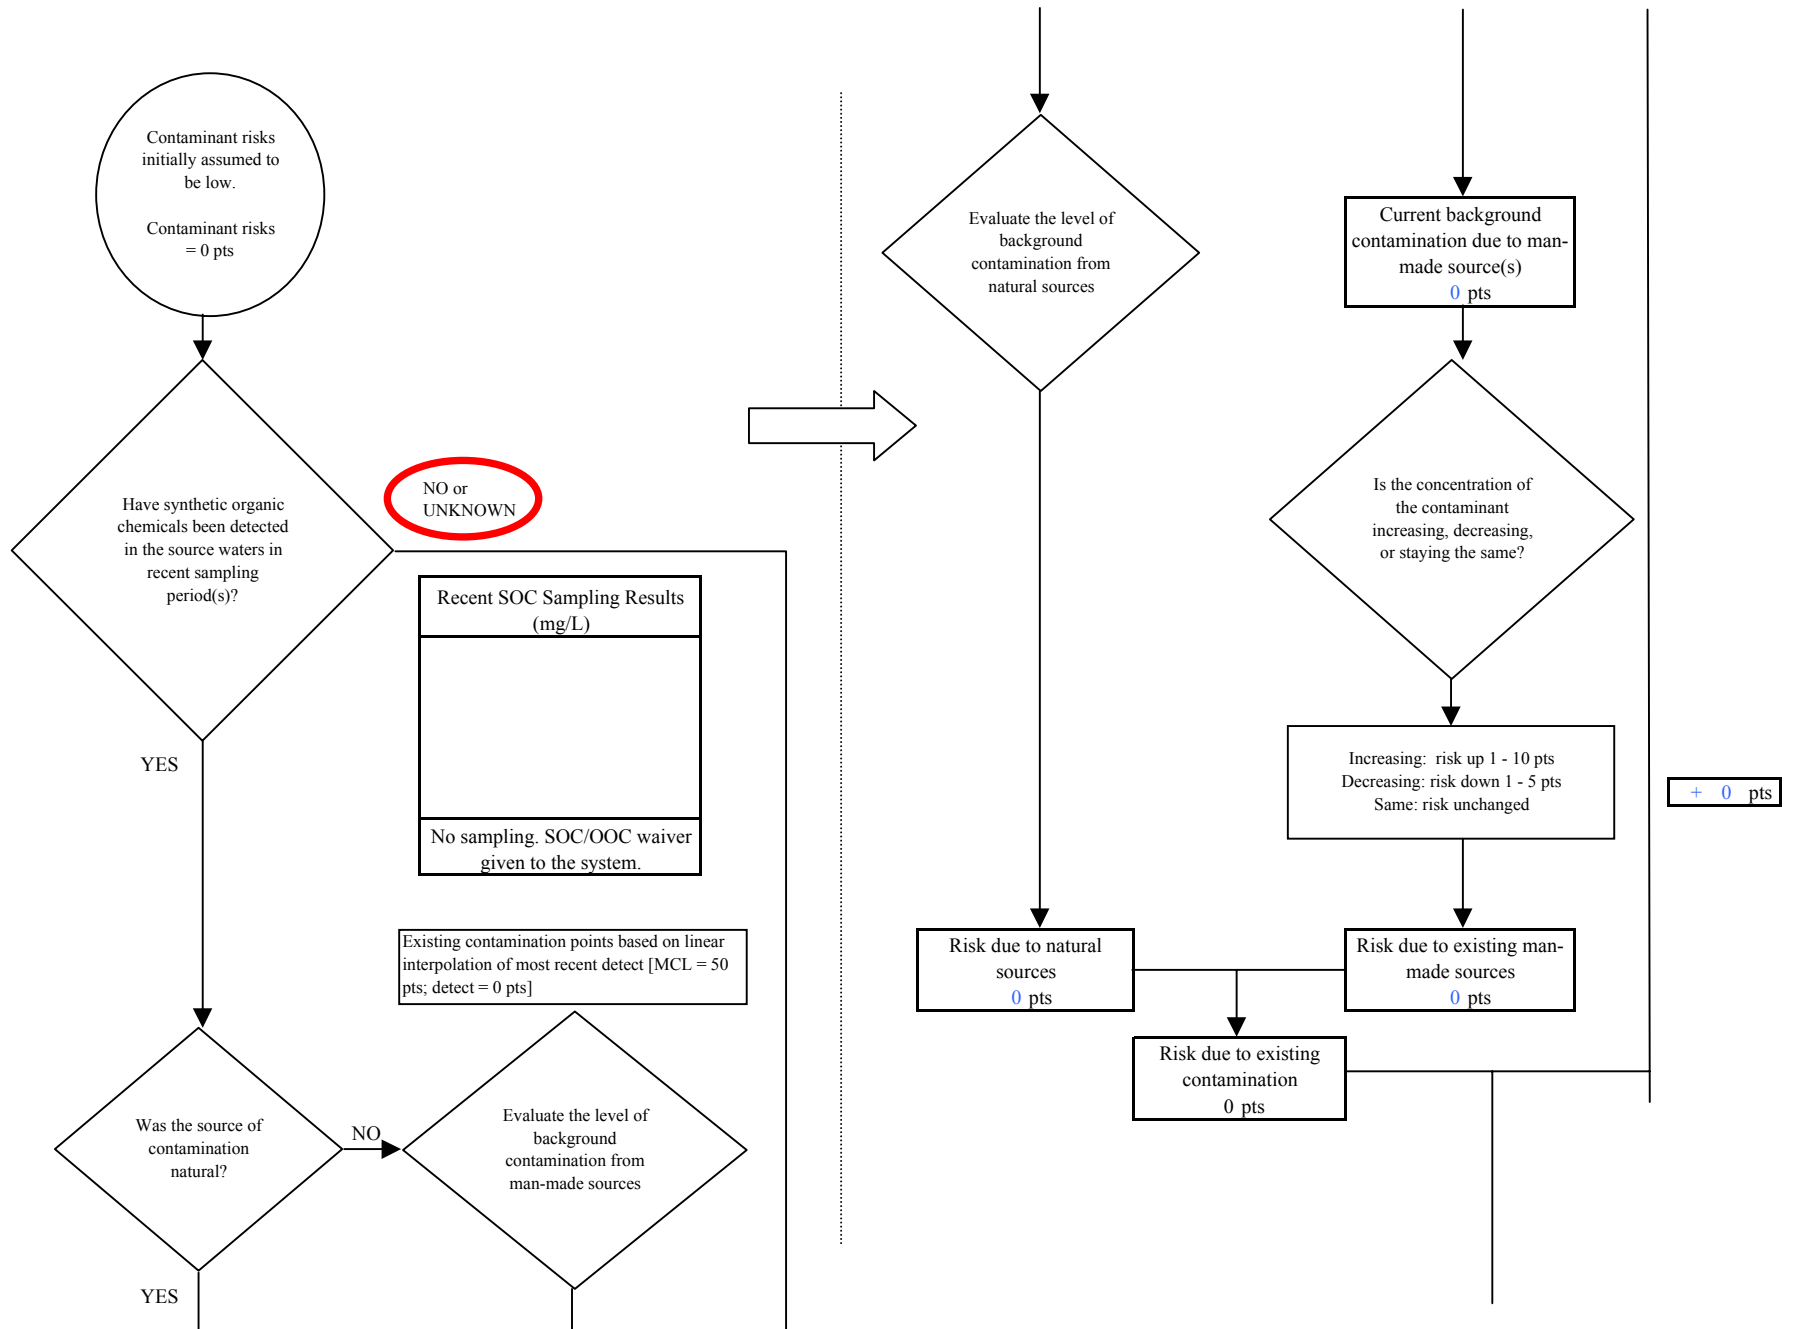 Contaminant risks
initially assumed to
be low.
Contaminant risks
= 0 pts
Have synthetic organic
chemicals been detected
in the source waters in
recent sampling
period(s)?
NO or
UNKNOWN
Recent SOC Sampling Results
(mg/L)
No sampling. SOC/OOC waiver
given to the system.
YES
Existing contamination points based on linear
interpolation of most recent detect [MCL = 50
pts; detect = 0 pts]
Was the source of
contamination
natural?
NO
Evaluate the level of
background
contamination from
man-made sources
YES
Evaluate the level of
background
contamination from
natural sources
Current background
contamination due to man-
made source(s)
0 pts
Is the concentration of
the contaminant
increasing, decreasing,
or staying the same?
Increasing: risk up 1 - 10 pts
Decreasing: risk down 1 - 5 pts
Same: risk unchanged
+ 0 pts
Risk due to natural
sources
0 pts
Risk due to existing man-
made sources
0 pts
Risk due to existing
contamination
0 pts